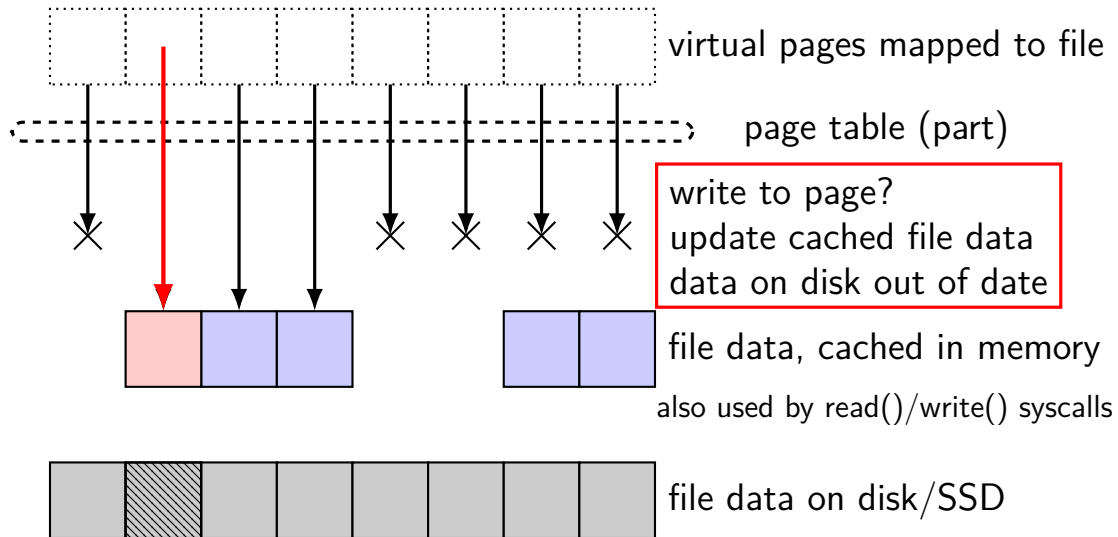 virtual pages mapped to file
page table (part)
write to page?
update cached file data
data on disk out of date
file data, cached in memory
also used by read()/write() syscalls
file data on disk/SSD